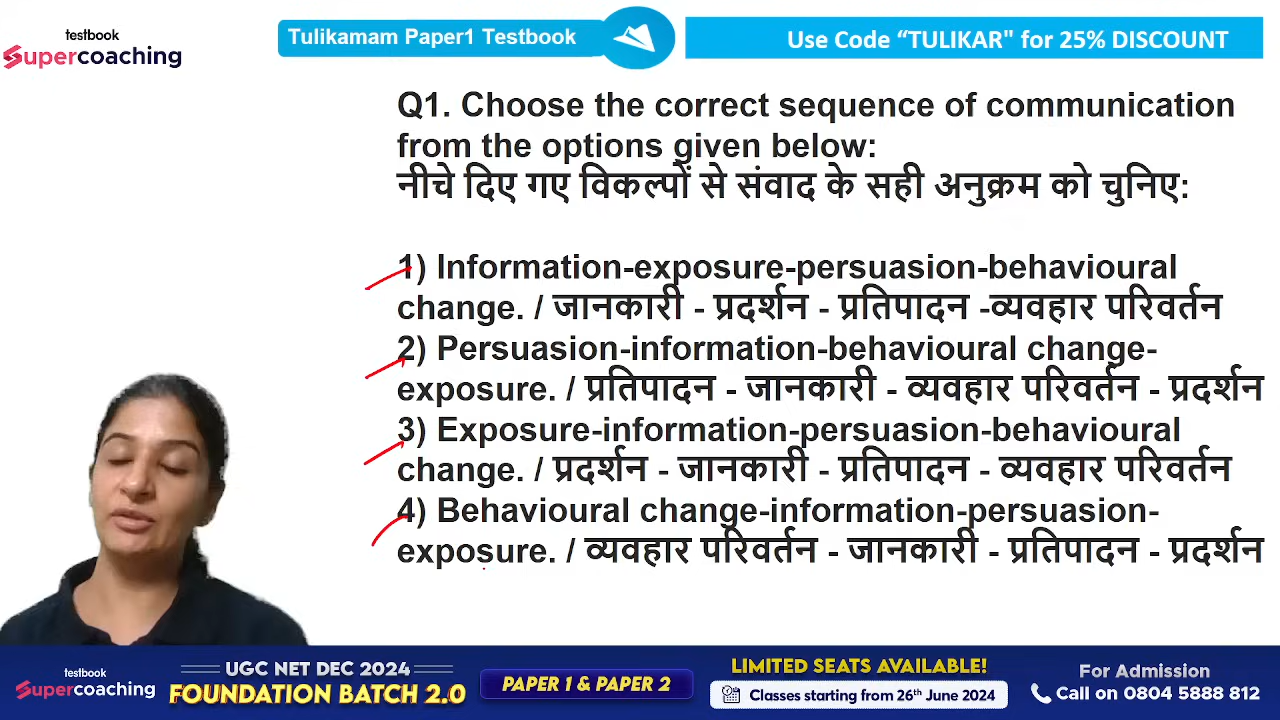 testbook
Supercoaching
Tulikamam Paper1 Testbook
Use Code “TULIKAR" for 25% DISCOUNT
Q1. Choose the correct sequence of communication
from the options given below:
नीचे दिए गए विकल्पों से संवाद के सही अनुक्रम को चुनिए:
1) Information-exposure-persuasion-behavioural
change. / जानकारी - प्रदर्शन - प्रतिपादन -व्यवहार परिवर्तन
2) Persuasion-information-behavioural change-
exposure. / प्रतिपादन - जानकारी - व्यवहार परिवर्तन - प्रदर्शन
3) Exposure-information-persuasion-behavioural
change. / प्रदर्शन - जानकारी - प्रतिपादन - व्यवहार परिवर्तन
4) Behavioural change-information-persuasion-
exposure. / व्यवहार परिवर्तन - जानकारी - प्रतिपादन - प्रदर्शन
testbook
Supercoaching
UGC NET DEC 2024
FOUNDATION BATCH 2.0
PAPER 1 & PAPER 2
LIMITED SEATS AVAILABLE!
Classes starting from 26th June 2024
For Admission
Call on 0804 5888 812